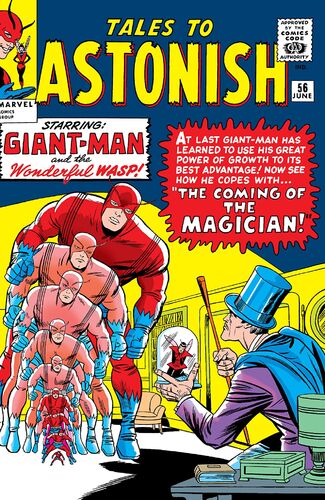 TALES TO
ASTONISH
APPROVED
BY THE
COMICS
CODE
AUTHORITY
MARVEL
COMICS
GROUP
56
JUNE
IND.
STARRING:
GIANT-MAN
and the
Wonderful WASP!
AT LAST GIANT-MAN HAS
LEARNED TO USE HIS GREAT
POWER OF GROWTH TO ITS
BEST ADVANTAGE! NOW SEE
HOW HE COPES WITH...
"THE COMING OF
THE
MAGICIAN!"